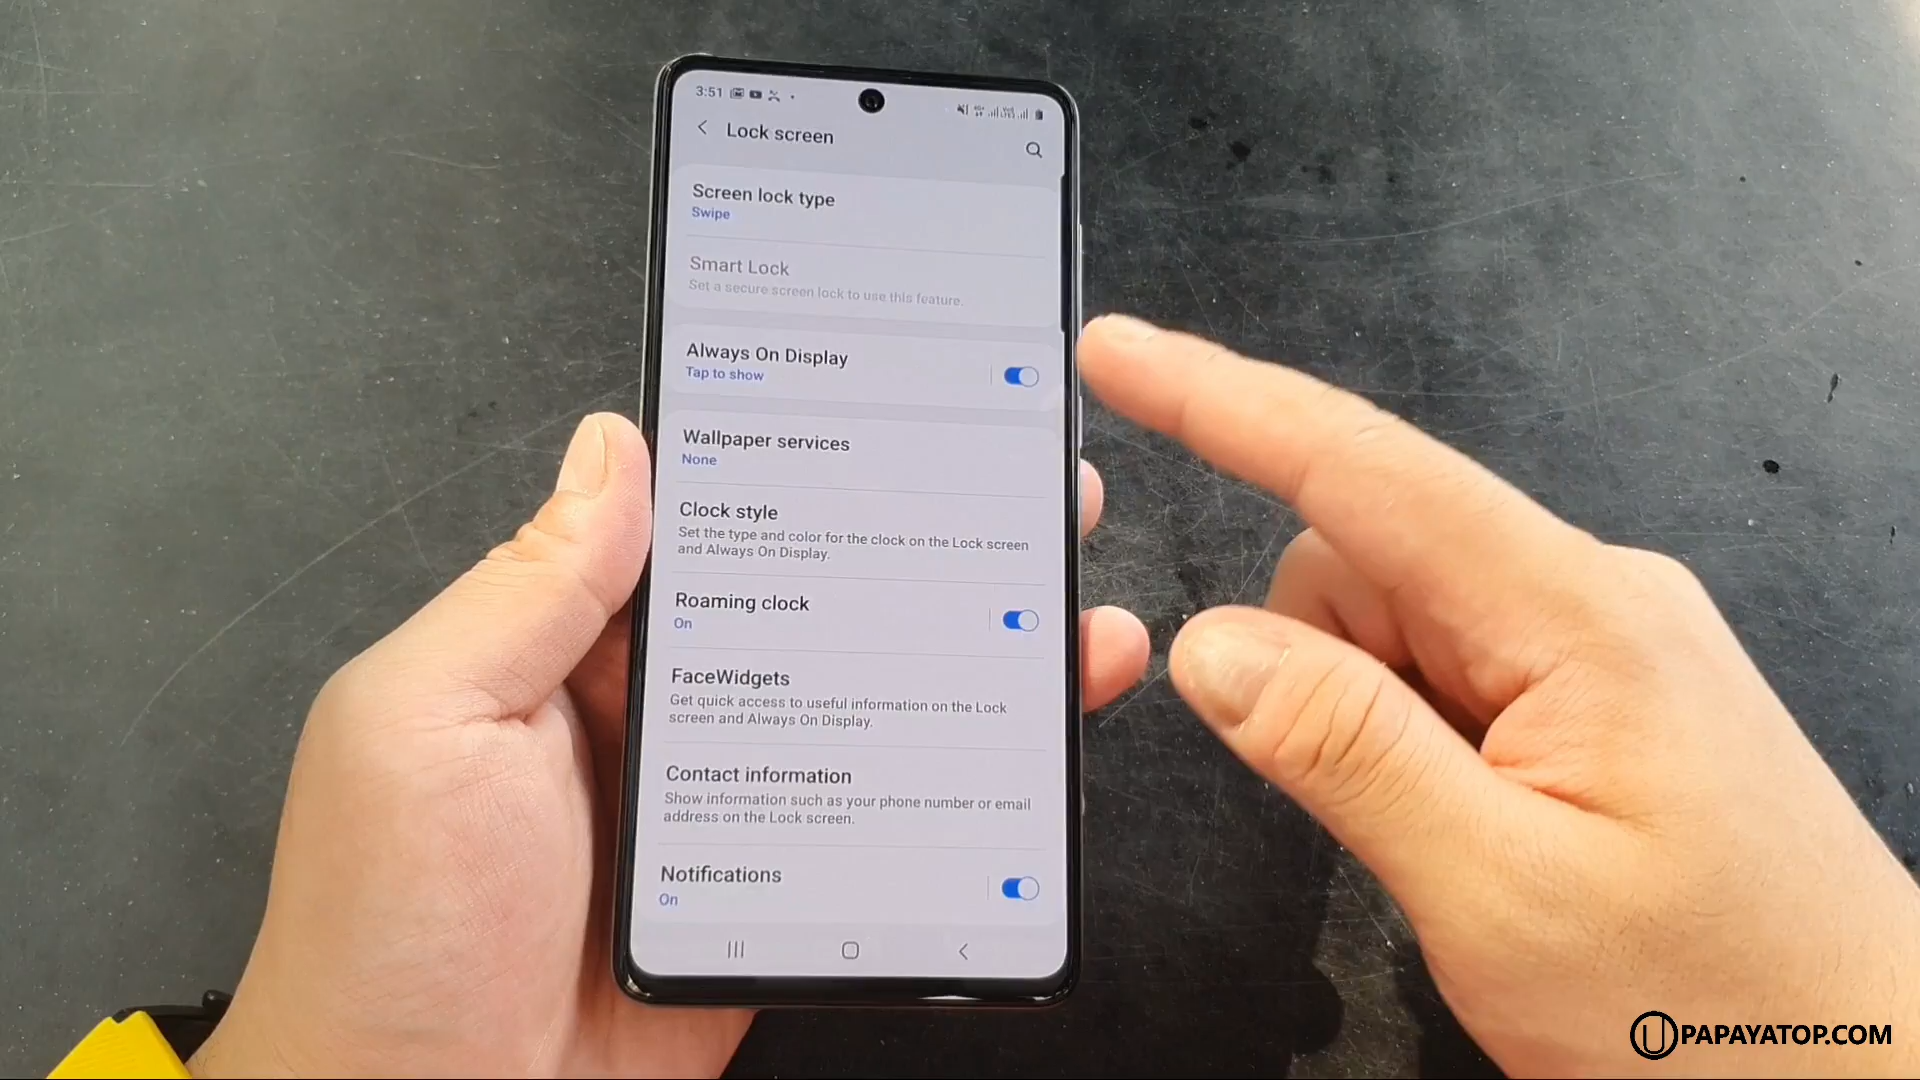 3:51
Lock screen
Screen lock type
Swipe
Smart Lock
Set a secure screen lock to use this feature.
Always On Display
Tap to show
Wallpaper services
None
Clock style
Set the type and color for the clock on the Lock screen
and Always On Display.
Roaming clock
On
FaceWidgets
Get quick access to useful information on the Lock
screen and Always On Display.
Contact information
Show information such as your phone number or email
address on the Lock screen.
Notifications
On
PAPAYATOP.COM